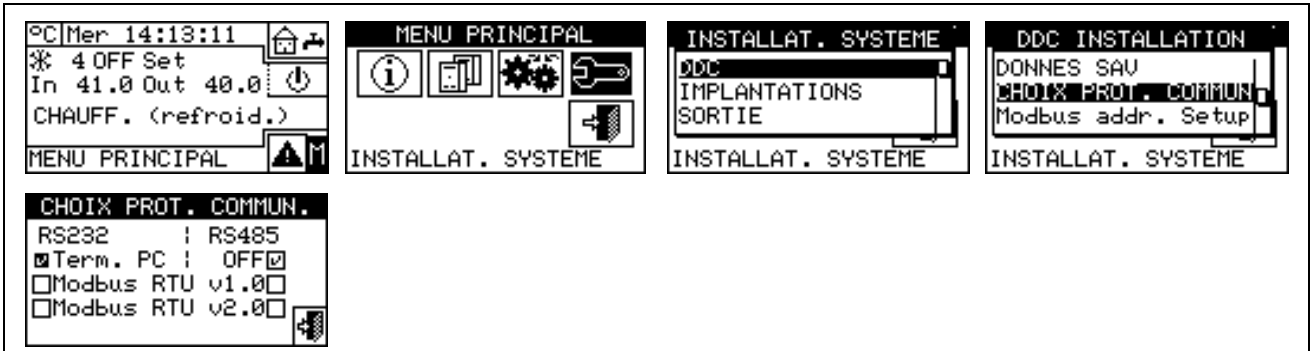 °C Mer 14:13:11
4 OFF Set
In 41.0 Out 40.0
CHAUFF. (refroid.)
MENU PRINCIPAL
M
MENU PRINCIPAL
INSTALLAT. SYSTEME
INSTALLAT. SYSTEME
DDC
IMPLANTATIONS
SORTIE
INSTALLAT. SYSTEME
DDC INSTALLATION
DONNES SAV
CHOIX PROT. COMMUN
Modbus addr. Setup
INSTALLAT. SYSTEME
CHOIX PROT. COMMUN.
RS232 ¦ RS485
Term. PC ¦ OFF
Modbus RTU v1.0
Modbus RTU v2.0